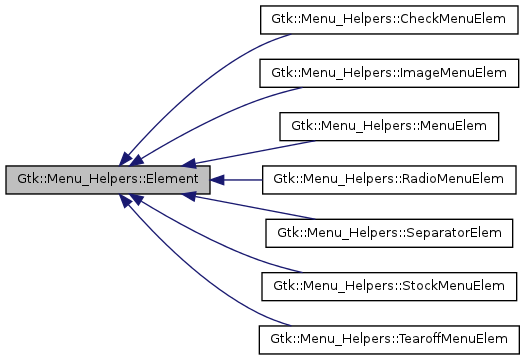 Gtk::Menu_Helpers::CheckMenuElem
Gtk::Menu_Helpers::ImageMenuElem
Gtk::Menu_Helpers::MenuElem
Gtk::Menu_Helpers::Element
Gtk::Menu_Helpers::RadioMenuElem
Gtk::Menu_Helpers::SeparatorElem
Gtk::Menu_Helpers::StockMenuElem
Gtk::Menu_Helpers::TearoffMenuElem